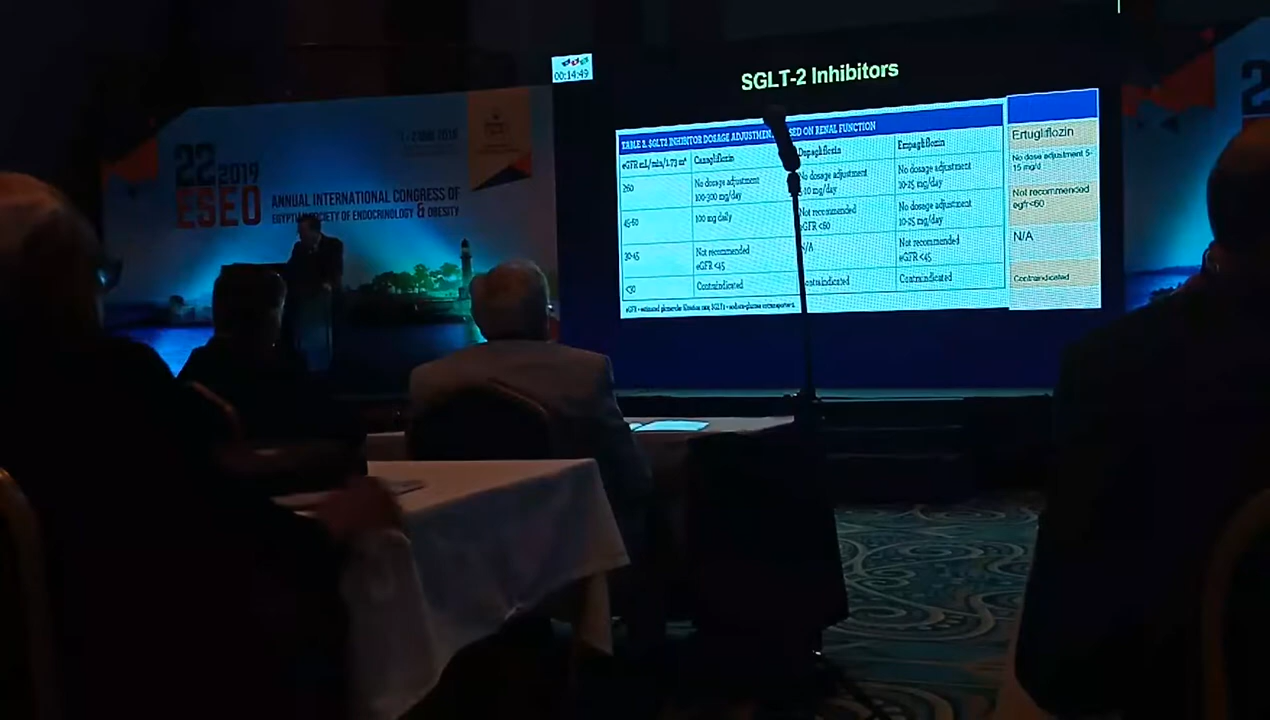 00:14:49
SGLT-2 Inhibitors
22
2019
ESEO
ANNUAL INTERNATIONAL CONGRESS OF
EGYPTIAN SOCIETY OF ENDOCRINOLOGY & OBESITY
TABLE 2. SGLT2 INHIBITOR DOSAGE ADJUSTMENT BASED ON RENAL FUNCTION
eGFR mL/min/1.73 m²
Canagliflozin
Dapagliflozin
Empagliflozin
Ertugliflozin
≥60
No dosage adjustment
100-300 mg/day
No dosage adjustment
5-10 mg/day
No dosage adjustment
10-25 mg/day
No dose adjustment 5-
15 mg/d
45-60
100 mg daily
Not recommended
eGFR <60
No dosage adjustment
10-25 mg/day
Not recommended
egfr<60
30-45
Not recommended
eGFR <45
N/A
Not recommended
eGFR <45
N/A
<30
Contraindicated
Contraindicated
Contraindicated
Contraindicated